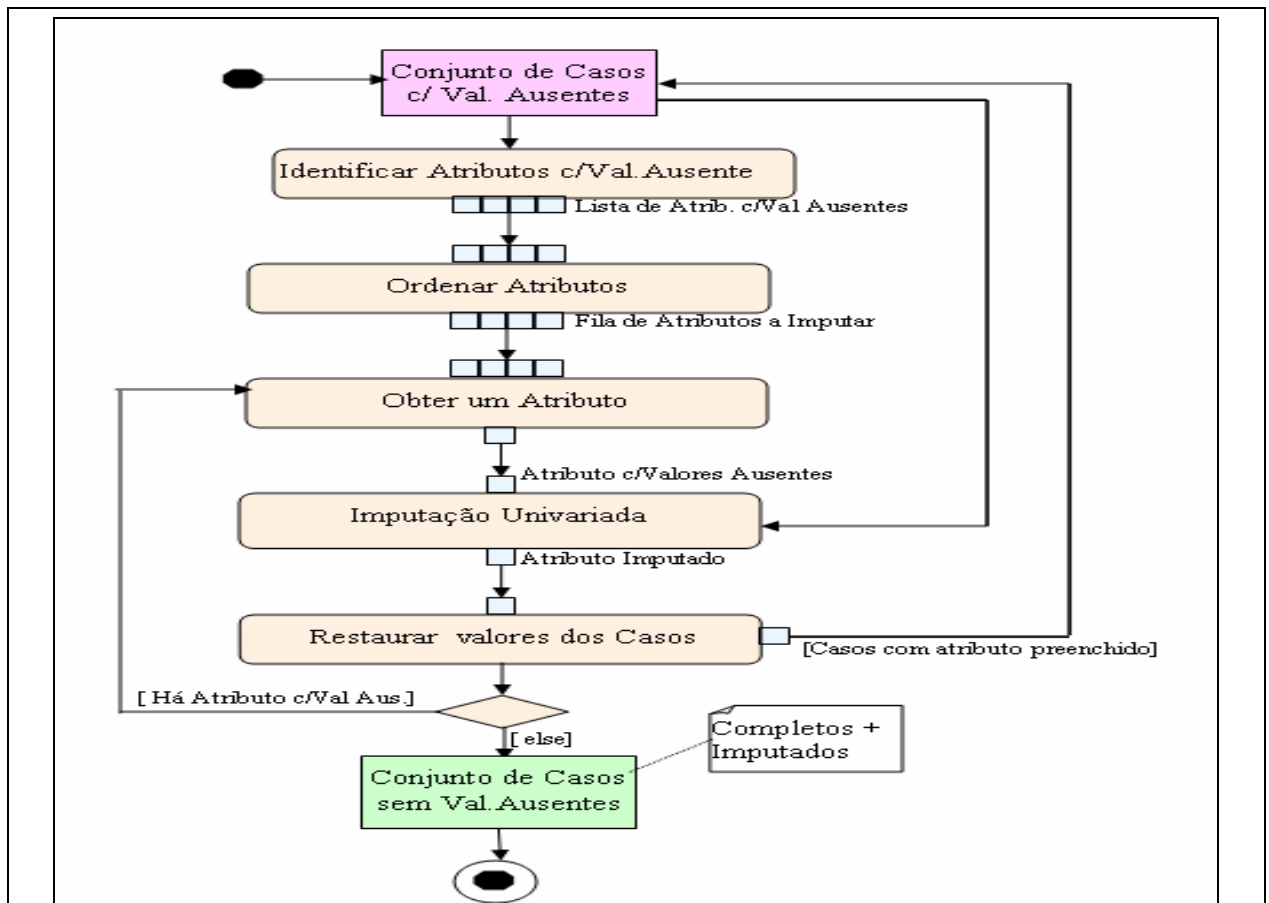 Conjunto de Casos
c/ Val. Ausentes
Identificar Atributos c/Val.Ausente
Lista de Atrib. c/Val Ausentes
Ordenar Atributos
Fila de Atributos a Imputar
Obter um Atributo
Atributo c/Valores Ausentes
Imputação Univariada
Atributo Imputado
Restaurar valores dos Casos
[Casos com atributo preenchido]
[ Há Atributo c/Val Aus.]
[ else]
Completos +
Imputados
Conjunto de Casos
sem Val.Ausentes